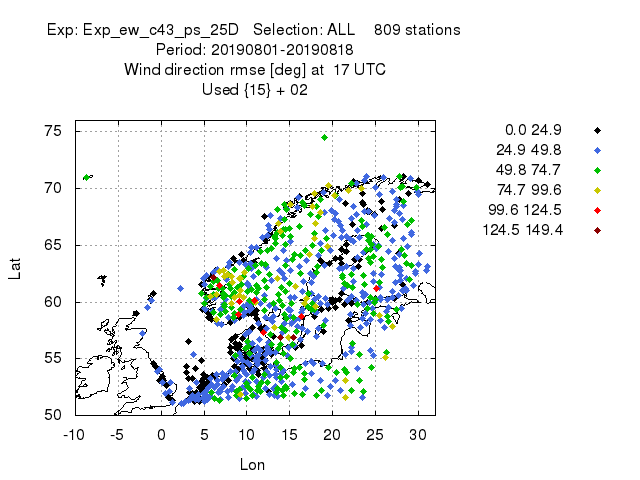 Exp: Exp_ew_c43_ps_25D   Selection: ALL    809 stations
Period: 20190801-20190818
Wind direction rmse [deg] at  17 UTC
Used {15} + 02
0.0 24.9
24.9 49.8
49.8 74.7
74.7 99.6
99.6 124.5
124.5 149.4
75
70
65
60
55
50
Lat
-10 -5 0 5 10 15 20 25 30
Lon